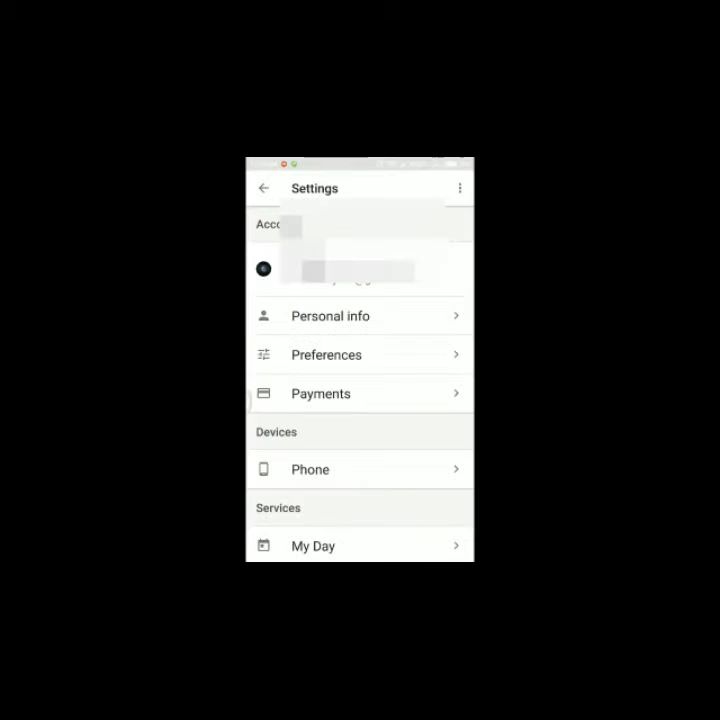 Settings
Personal info
Preferences
Payments
Devices
Phone
Services
My Day